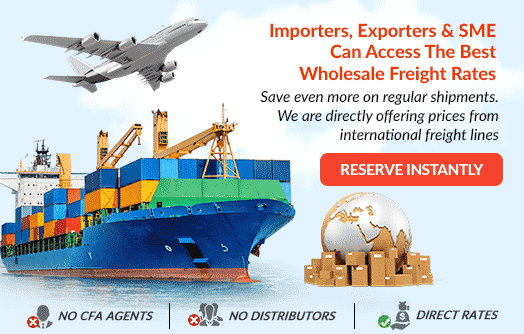 Importers, Exporters & SME
Can Access The Best
Wholesale Freight Rates
Save even more on regular shipments.
We are directly offering prices from
international freight lines
RESERVE INSTANTLY
NO CFA AGENTS
NO DISTRIBUTORS
DIRECT RATES